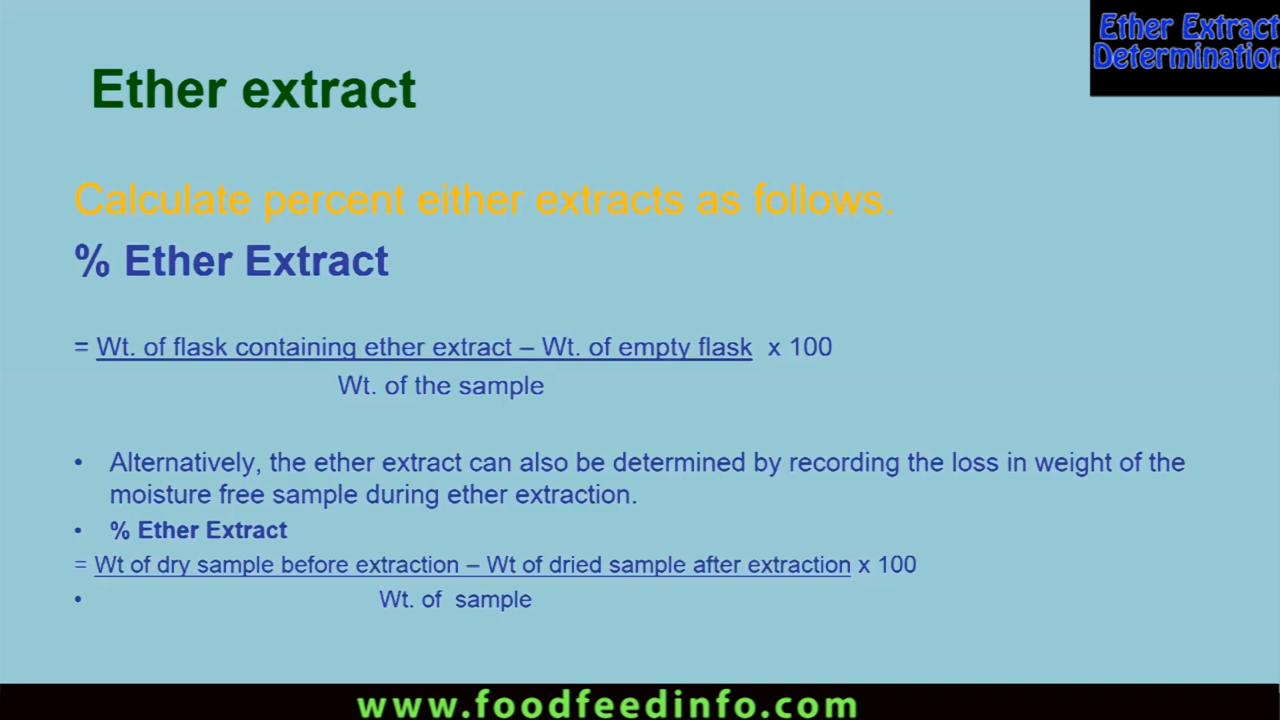 Ether Extract
Determination
Ether extract
Calculate percent either extracts as follows.
% Ether Extract
= Wt. of flask containing ether extract – Wt. of empty flask x 100
Wt. of the sample
• Alternatively, the ether extract can also be determined by recording the loss in weight of the
moisture free sample during ether extraction.
• % Ether Extract
= Wt of dry sample before extraction – Wt of dried sample after extraction x 100
• Wt. of sample
www.foodfeedinfo.com